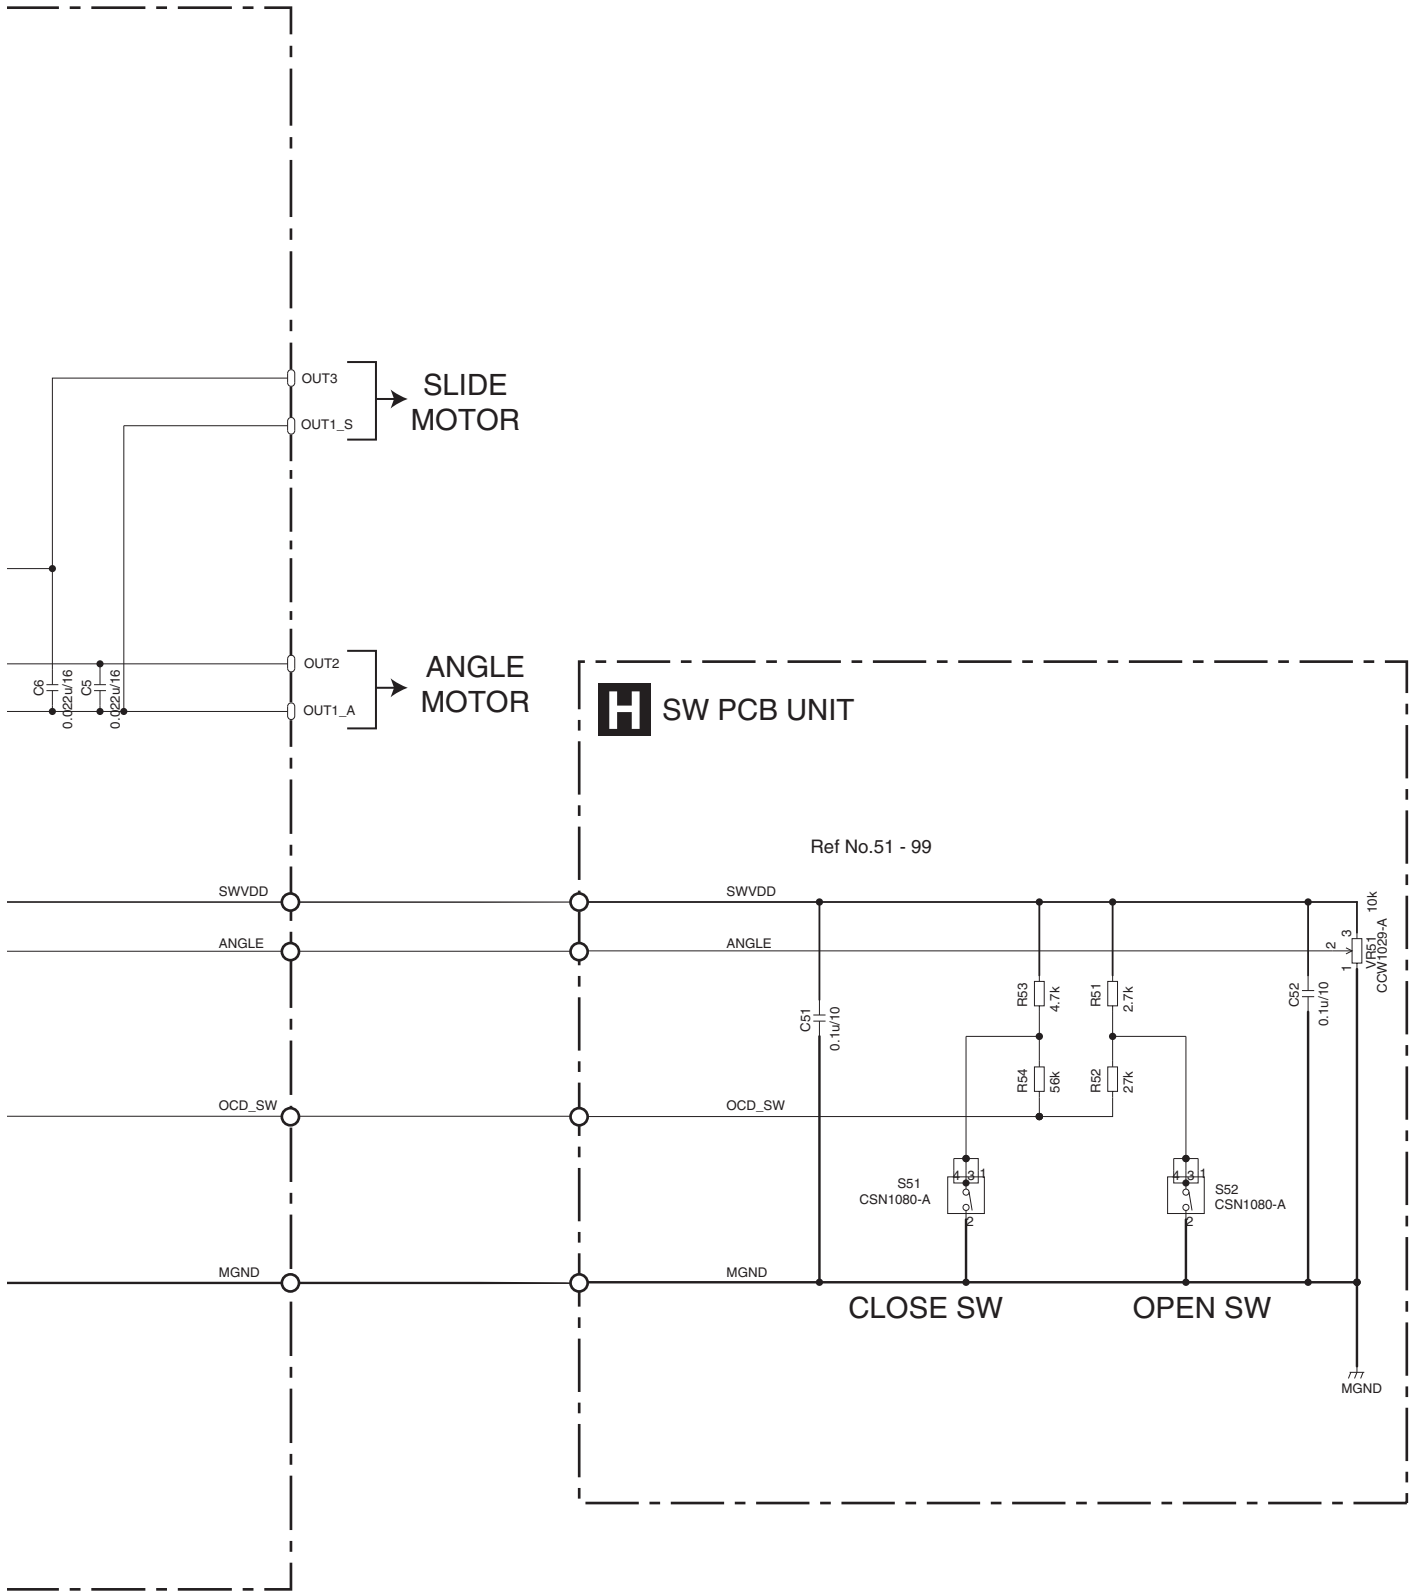 OUT3
SLIDE
MOTOR
OUT1_S
C6
0.022u/16
C5
0.022u/16
OUT2
ANGLE
MOTOR
OUT1_A
H SW PCB UNIT
Ref No.51 - 99
SWVDD
SWVDD
ANGLE
ANGLE
10k
3
2
1
VR51
CCW1029-A
R53
4.7k
R51
2.7k
C52
0.1u/10
C51
0.1u/10
R54
56k
R52
27k
OCD_SW
OCD_SW
S51
CSN1080-A
4 3 1
2
4 3 1
2
S52
CSN1080-A
MGND
MGND
CLOSE SW
OPEN SW
MGND